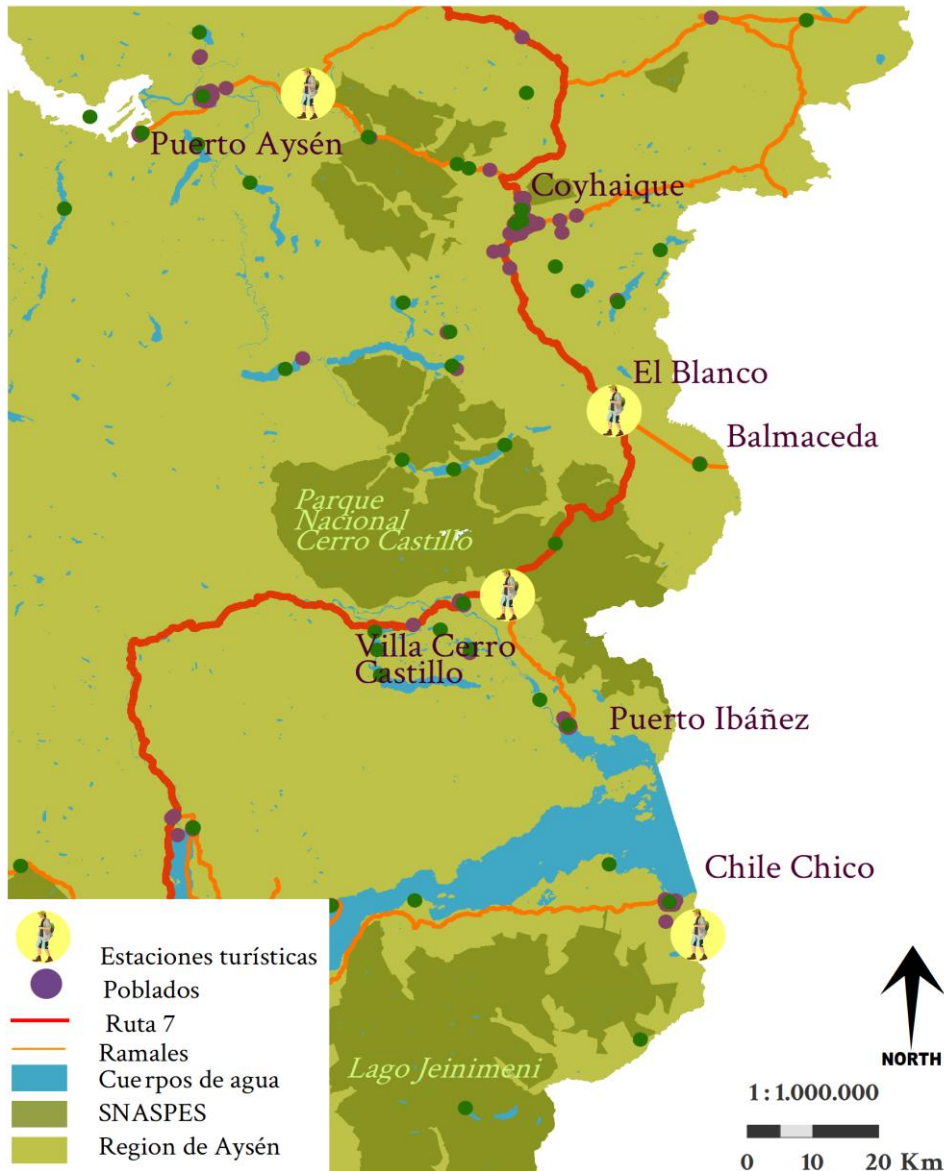 Puerto Aysén
Coyhaique
El Blanco
Balmaceda
Parque
Nacional
Cerro Castillo
Villa Cerro
Castillo
Puerto Ibáñez
Chile Chico
Lago Jeinimeni
Estaciones turísticas
Poblados
Ruta 7
Ramales
Cuerpos de agua
SNASPES
Region de Aysén
NORTH
1:1.000.000
0 10 20 Km